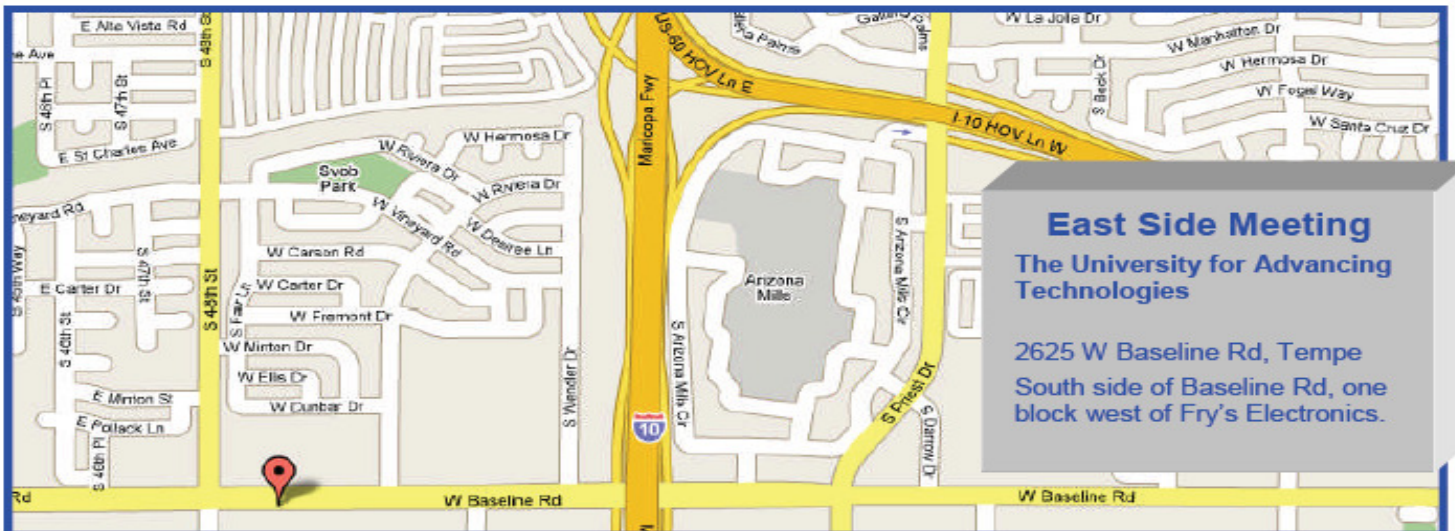 E Alta Vista Rd
S 48th St
Maricopa Fwy
US-60 HOV Ln E
W La Jolla Dr
W Manhatton Dr
W Hermosa Dr
W Fogal Way
W Santa Cruz Dr
S Beck Dr
I-10 HOV Ln W
S 46th Pl
S 47th St
E St Charles Ave
W Hermosa Dr
W Riviera Dr
Svob
Park
W Riviera Dr
W Vineyard Rd
W Desiree Ln
W Carson Rd
S 47th St
E Carter Dr
S 48th St
S Fair Ln
W Carter Dr
W Fremont Dr
S 46th St
W Minton Dr
W Ellis Dr
W Dunbar Dr
E Minton St
E Pollack Ln
S 46th Pl
S Wendler Dr
Arizona
Mills
S Arizona Mills Cir
S Arizona Mills Cir
S Priest Dr
S Darrow Dr
10
Rd
W Baseline Rd
W Baseline Rd
East Side Meeting
The University for Advancing
Technologies
2625 W Baseline Rd, Tempe
South side of Baseline Rd, one
block west of Fry's Electronics.